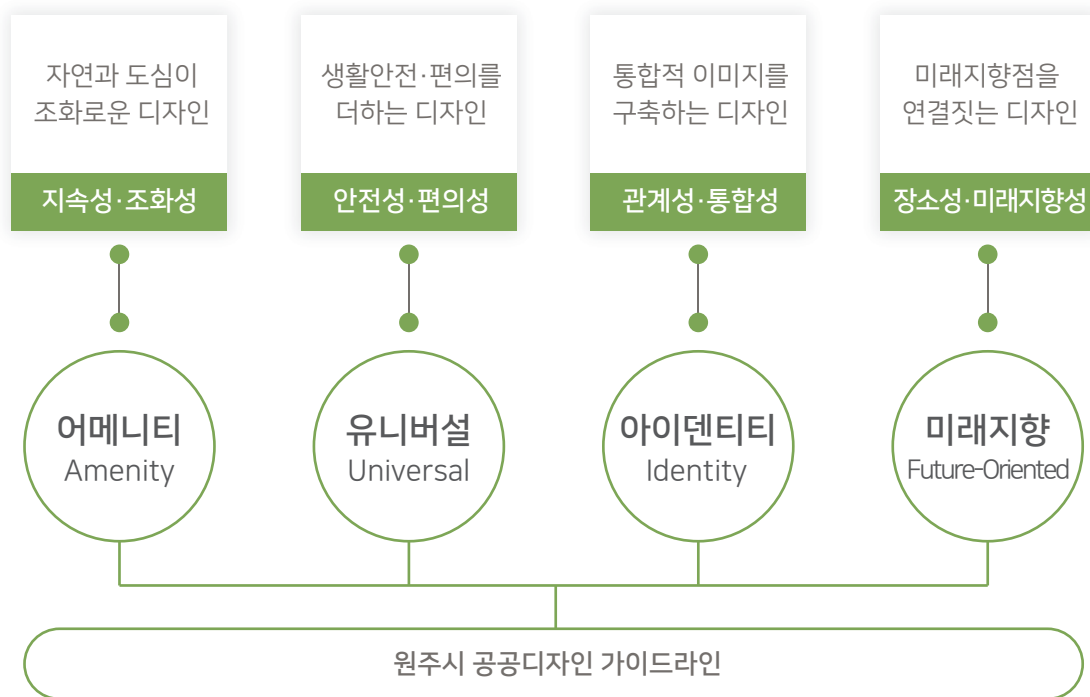 자연과 도심이
조화로운 디자인
지속성·조화성
생활안전·편의를
더하는 디자인
안전성·편의성
통합적 이미지를
구축하는 디자인
관계성·통합성
미래지향점을
연결짓는 디자인
장소성·미래지향성
어메니티
Amenity
유니버설
Universal
아이덴티티
Identity
미래지향
Future-Oriented
원주시 공공디자인 가이드라인